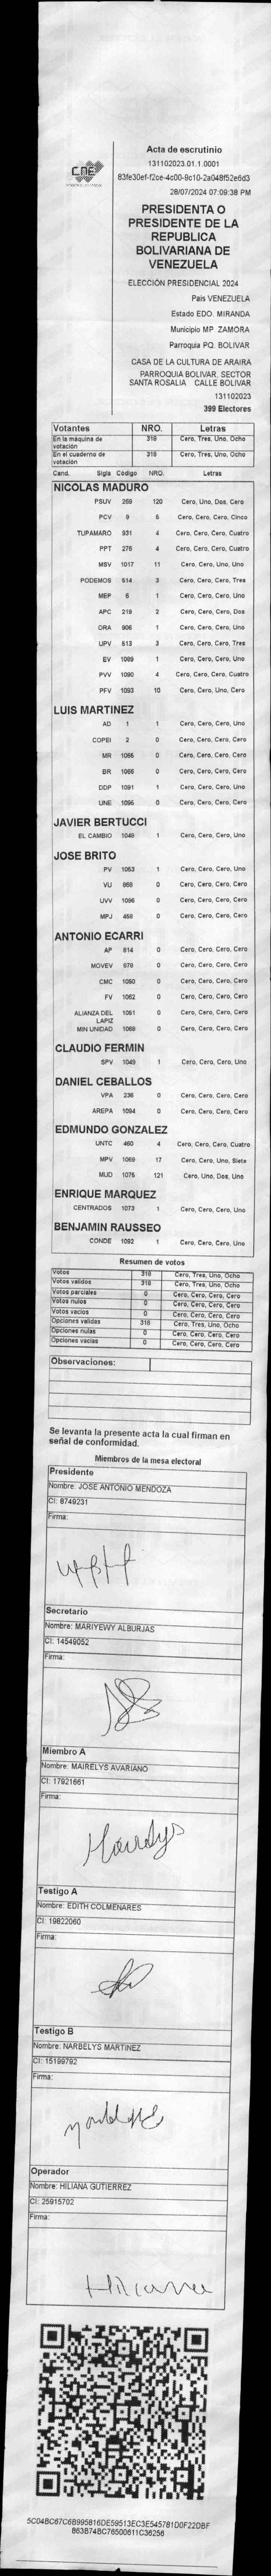 CNE
Acta de escrutinio
131102023.01.1.0001
83fe30ef-f2ce-4c00-9c10-2a048f52e6d3
28/07/2024 07:09:38 PM
PRESIDENTA O
PRESIDENTE DE LA
REPUBLICA
BOLIVARIANA DE
VENEZUELA
ELECCIÓN PRESIDENCIAL 2024
Pais VENEZUELA
Estado EDO. MIRANDA
Municipio MP. ZAMORA
Parroquia PQ. BOLIVAR
CASA DE LA CULTURA DE ARAIRA
PARROQUIA BOLIVAR. SECTOR
SANTA ROSALIA CALLE BOLIVAR
131102023
399 Electores
Votantes NRO. Letras
En la máquina de votación 318 Cero, Tres, Uno, Ocho
En el cuaderno de votación 318 Cero, Tres, Uno, Ocho
Cand. Sigla Código NRO. Letras
NICOLAS MADURO
PSUV 269 120 Cero, Uno, Dos, Cero
PCV 9 5 Cero, Cero, Cero, Cinco
TUPAMARO 931 4 Cero, Cero, Cero, Cuatro
PPT 275 4 Cero, Cero, Cero, Cuatro
MSV 1017 11 Cero, Cero, Uno, Uno
PODEMOS 514 3 Cero, Cero, Cero, Tres
MEP 6 1 Cero, Cero, Cero, Uno
APC 219 2 Cero, Cero, Cero, Dos
ORA 906 1 Cero, Cero, Cero, Uno
UPV 513 3 Cero, Cero, Cero, Tres
EV 1089 1 Cero, Cero, Cero, Uno
PVV 1090 4 Cero, Cero, Cero, Cuatro
PFV 1093 10 Cero, Cero, Uno, Cero
LUIS MARTINEZ
AD 1 1 Cero, Cero, Cero, Uno
COPEI 2 0 Cero, Cero, Cero, Cero
MR 1065 0 Cero, Cero, Cero, Cero
BR 1066 0 Cero, Cero, Cero, Cero
DDP 1091 1 Cero, Cero, Cero, Uno
UNE 1095 0 Cero, Cero, Cero, Cero
JAVIER BERTUCCI
EL CAMBIO 1048 1 Cero, Cero, Cero, Uno
JOSE BRITO
PV 1053 1 Cero, Cero, Cero, Uno
VU 868 0 Cero, Cero, Cero, Cero
UVV 1096 0 Cero, Cero, Cero, Cero
MPJ 458 0 Cero, Cero, Cero, Cero
ANTONIO ECARRI
AP 814 0 Cero, Cero, Cero, Cero
MOVEV 978 0 Cero, Cero, Cero, Cero
CMC 1050 0 Cero, Cero, Cero, Cero
FV 1052 0 Cero, Cero, Cero, Cero
ALIANZA DEL LAPIZ 1051 0 Cero, Cero, Cero, Cero
MIN UNIDAD 1068 0 Cero, Cero, Cero, Cero
CLAUDIO FERMIN
SPV 1049 1 Cero, Cero, Cero, Uno
DANIEL CEBALLOS
VPA 236 0 Cero, Cero, Cero, Cero
AREPA 1094 0 Cero, Cero, Cero, Cero
EDMUNDO GONZALEZ
UNTC 460 4 Cero, Cero, Cero, Cuatro
MPV 1069 17 Cero, Cero, Uno, Siete
MUD 1075 121 Cero, Uno, Dos, Uno
ENRIQUE MARQUEZ
CENTRADOS 1073 1 Cero, Cero, Cero, Uno
BENJAMIN RAUSSEO
CONDE 1092 1 Cero, Cero, Cero, Uno
Resumen de votos
Votos 318 Cero, Tres, Uno, Ocho
Votos validos 318 Cero, Tres, Uno, Ocho
Votos parciales 0 Cero, Cero, Cero, Cero
Votos nulos 0 Cero, Cero, Cero, Cero
Votos vacios 0 Cero, Cero, Cero, Cero
Opciones validas 318 Cero, Tres, Uno, Ocho
Opciones nulas 0 Cero, Cero, Cero, Cero
Opciones vacias 0 Cero, Cero, Cero, Cero
Observaciones:
Se levanta la presente acta la cual firman en
señal de conformidad.
Miembros de la mesa electoral
Presidente
Nombre: JOSE ANTONIO MENDOZA
CI: 8749231
Firma:
Secretario
Nombre: MARIYEWY ALBURJAS
CI: 14549052
Firma:
Miembro A
Nombre: MAIRELYS AVARIANO
CI: 17921661
Firma:
Testigo A
Nombre: EDITH COLMENARES
CI: 19822060
Firma:
Testigo B
Nombre: NARBELYS MARTINEZ
CI: 15199792
Firma:
Operador
Nombre: HILIANA GUTIERREZ
CI: 25915702
Firma:
Hiliana
5C04BC67C6B995816DE59513EC3E545781D0F22DBF
863B74BC76500611C36256